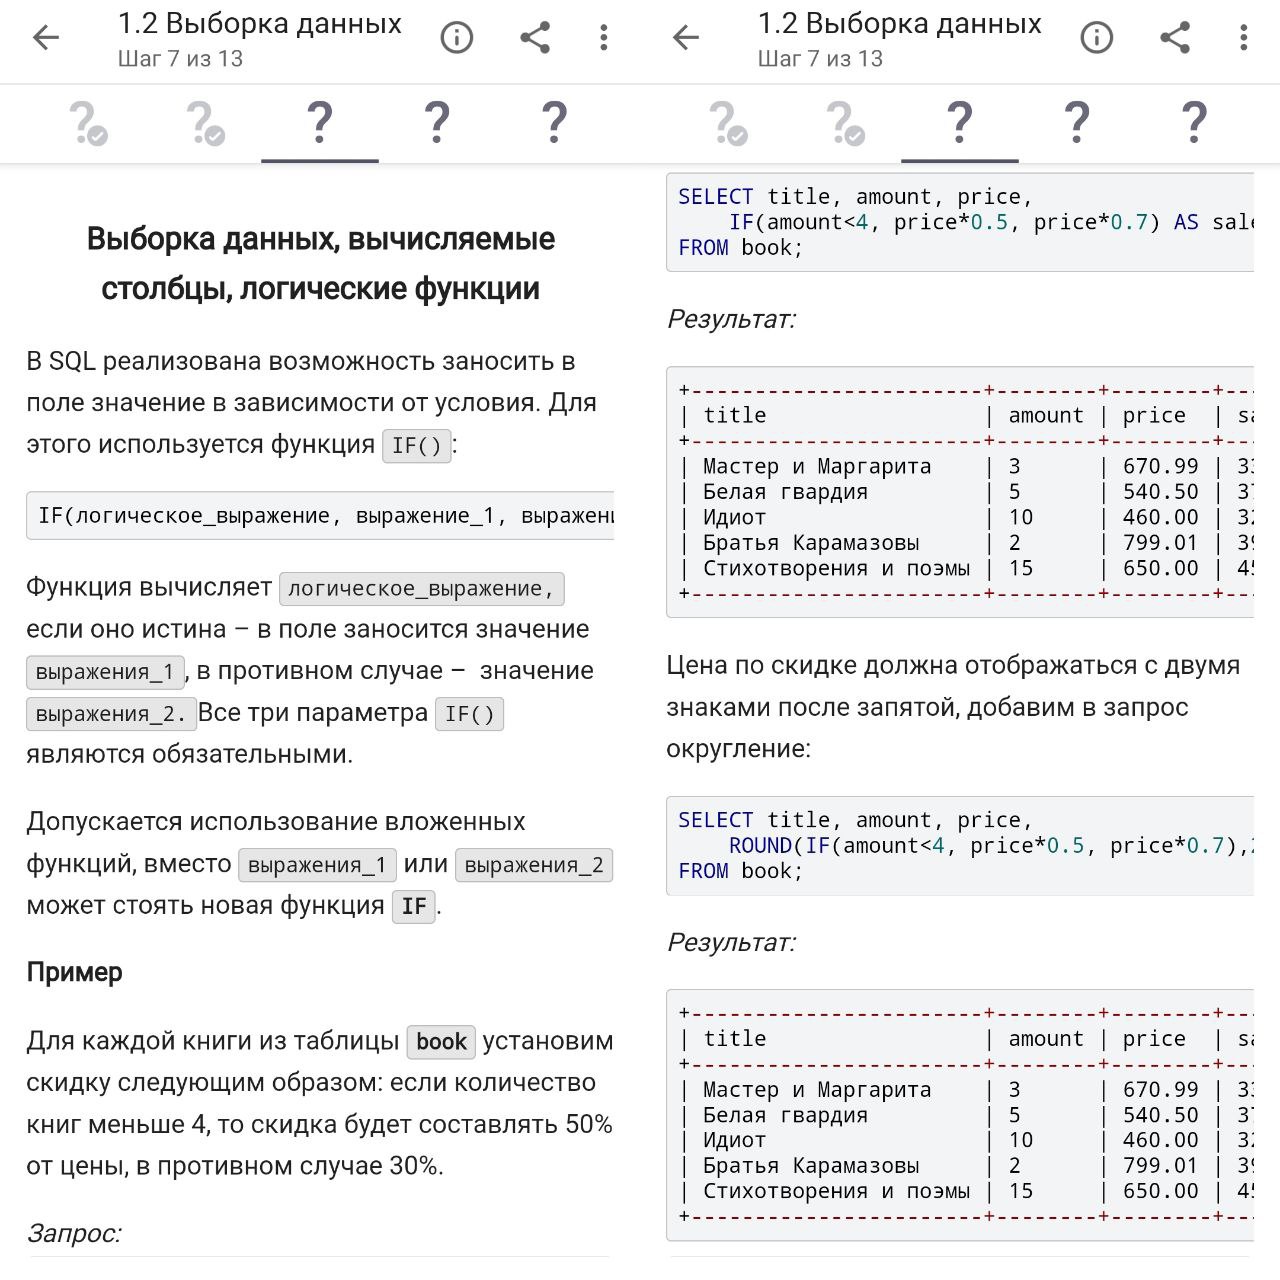 1.2 Выборка данных
Шаг 7 из 13
Выборка данных, вычисляемые
столбцы, логические функции
В SQL реализована возможность заносить в
поле значение в зависимости от условия. Для
этого используется функция IF():
IF(логическое_выражение, выражение_1,
Функция вычисляет логическое_выражение,
если оно истина – в поле заносится значение
выражения_1, в противном случае – значение
выражения_2. Все три параметра IF()
являются обязательными.
Допускается использование вложенных
функций, вместо выражения_1 или выражения_2
может стоять новая функция IF.
Пример
Для каждой книги из таблицы book установим
скидку следующим образом: если количество
книг меньше 4, то скидка будет составлять 50%
от цены, в противном случае 30%.
Запрос:
1.2 Выборка данных
Шаг 7 из 13
SELECT title, amount, price,
IF(amount<4, price*0.5, price*0.7) AS sale
FROM book;
Результат:
+-----------------------+--------+--------+---
| title | amount | price | sa
+-----------------------+--------+--------+---
| Мастер и Маргарита | 3 | 670.99 | 33
| Белая гвардия | 5 | 540.50 | 37
| Идиот | 10 | 460.00 | 32
| Братья Карамазовы | 2 | 799.01 | 39
| Стихотворения и поэмы | 15 | 650.00 | 45
+-----------------------+--------+--------+---
Цена по скидке должна отображаться с двумя
знаками после запятой, добавим в запрос
округление:
SELECT title, amount, price,
ROUND(IF(amount<4, price*0.5, price*0.7),2
FROM book;
Результат:
+-----------------------+--------+--------+---
| title | amount | price | sa
+-----------------------+--------+--------+---
| Мастер и Маргарита | 3 | 670.99 | 33
| Белая гвардия | 5 | 540.50 | 37
| Идиот | 10 | 460.00 | 32
| Братья Карамазовы | 2 | 799.01 | 39
| Стихотворения и поэмы | 15 | 650.00 | 45
+-----------------------+--------+--------+---